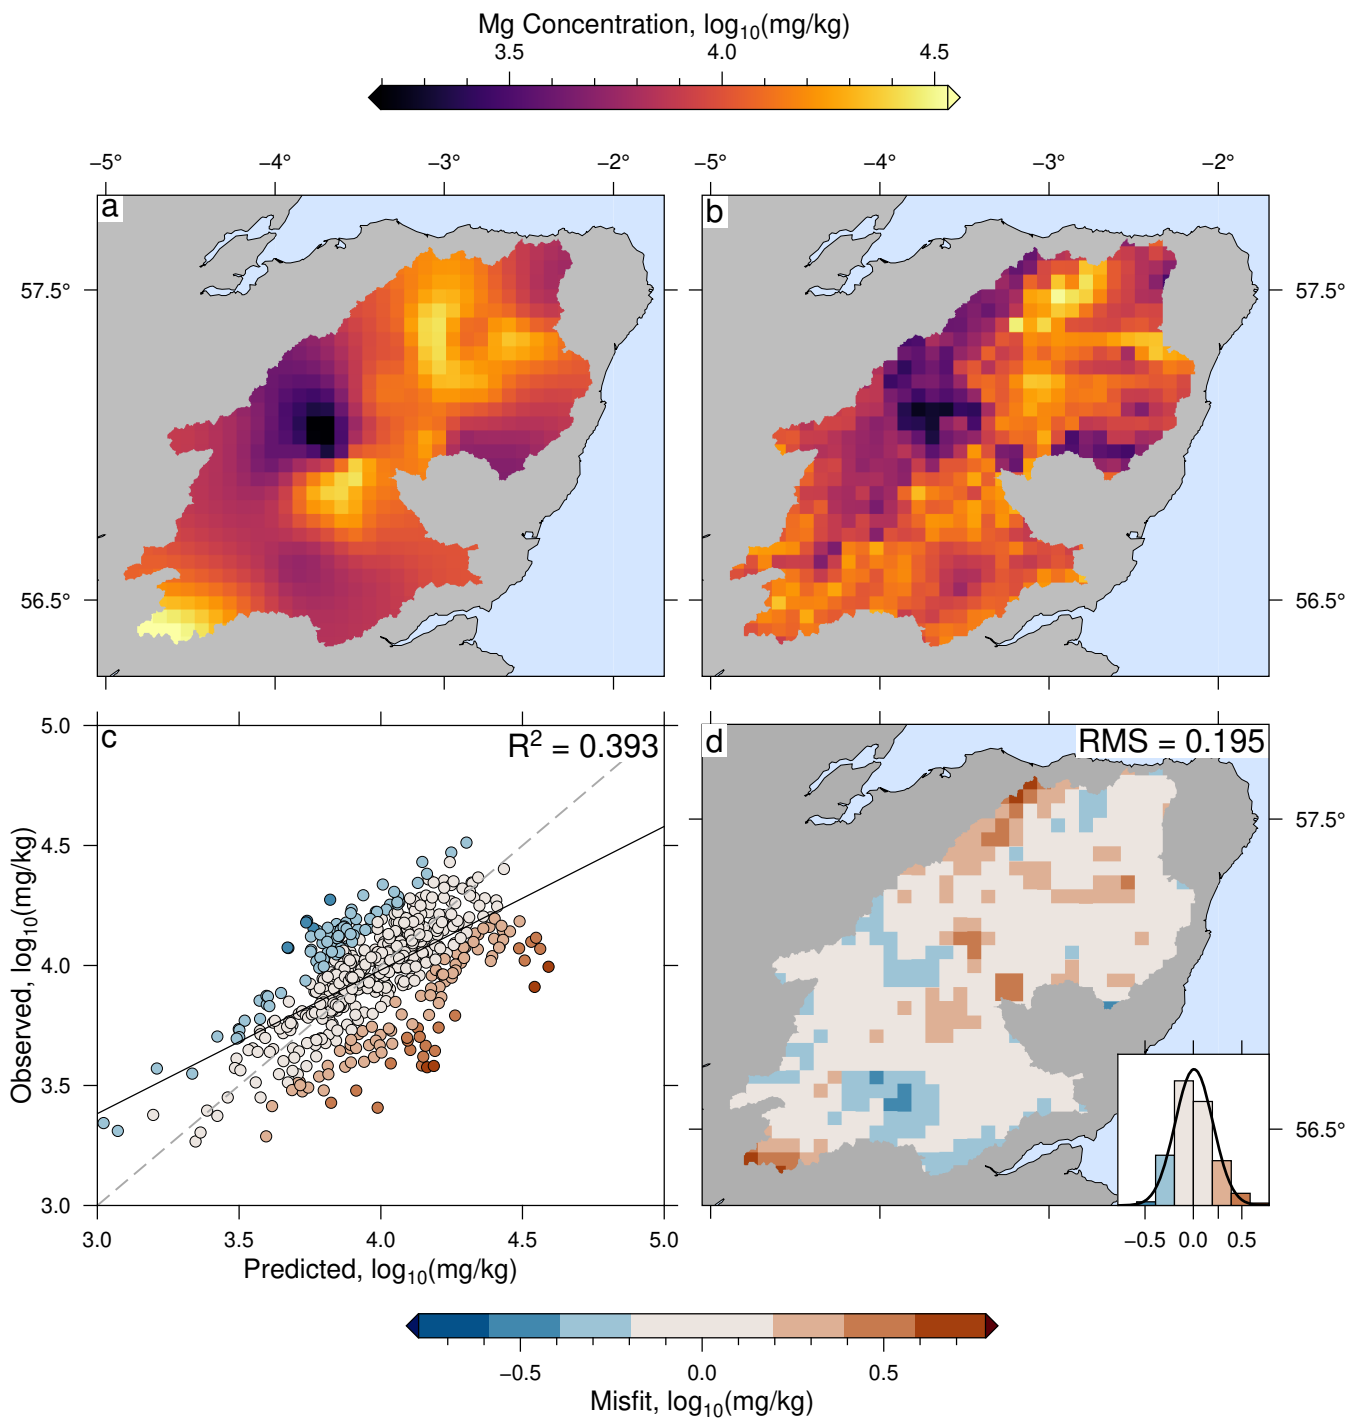 Mg Concentration, log₁₀(mg/kg)
3.5 4.0 4.5
−5° −4° −3° −2° −5° −4° −3° −2°
a b
57.5° 57.5°
56.5° 56.5°
5.0 c R² = 0.393 d RMS = 0.195
4.5 57.5°
4.0
3.5 56.5°
3.0
Observed, log₁₀(mg/kg)
3.0 3.5 4.0 4.5 5.0 −0.5 0.0 0.5
Predicted, log₁₀(mg/kg)
−0.5 0.0 0.5
Misfit, log₁₀(mg/kg)